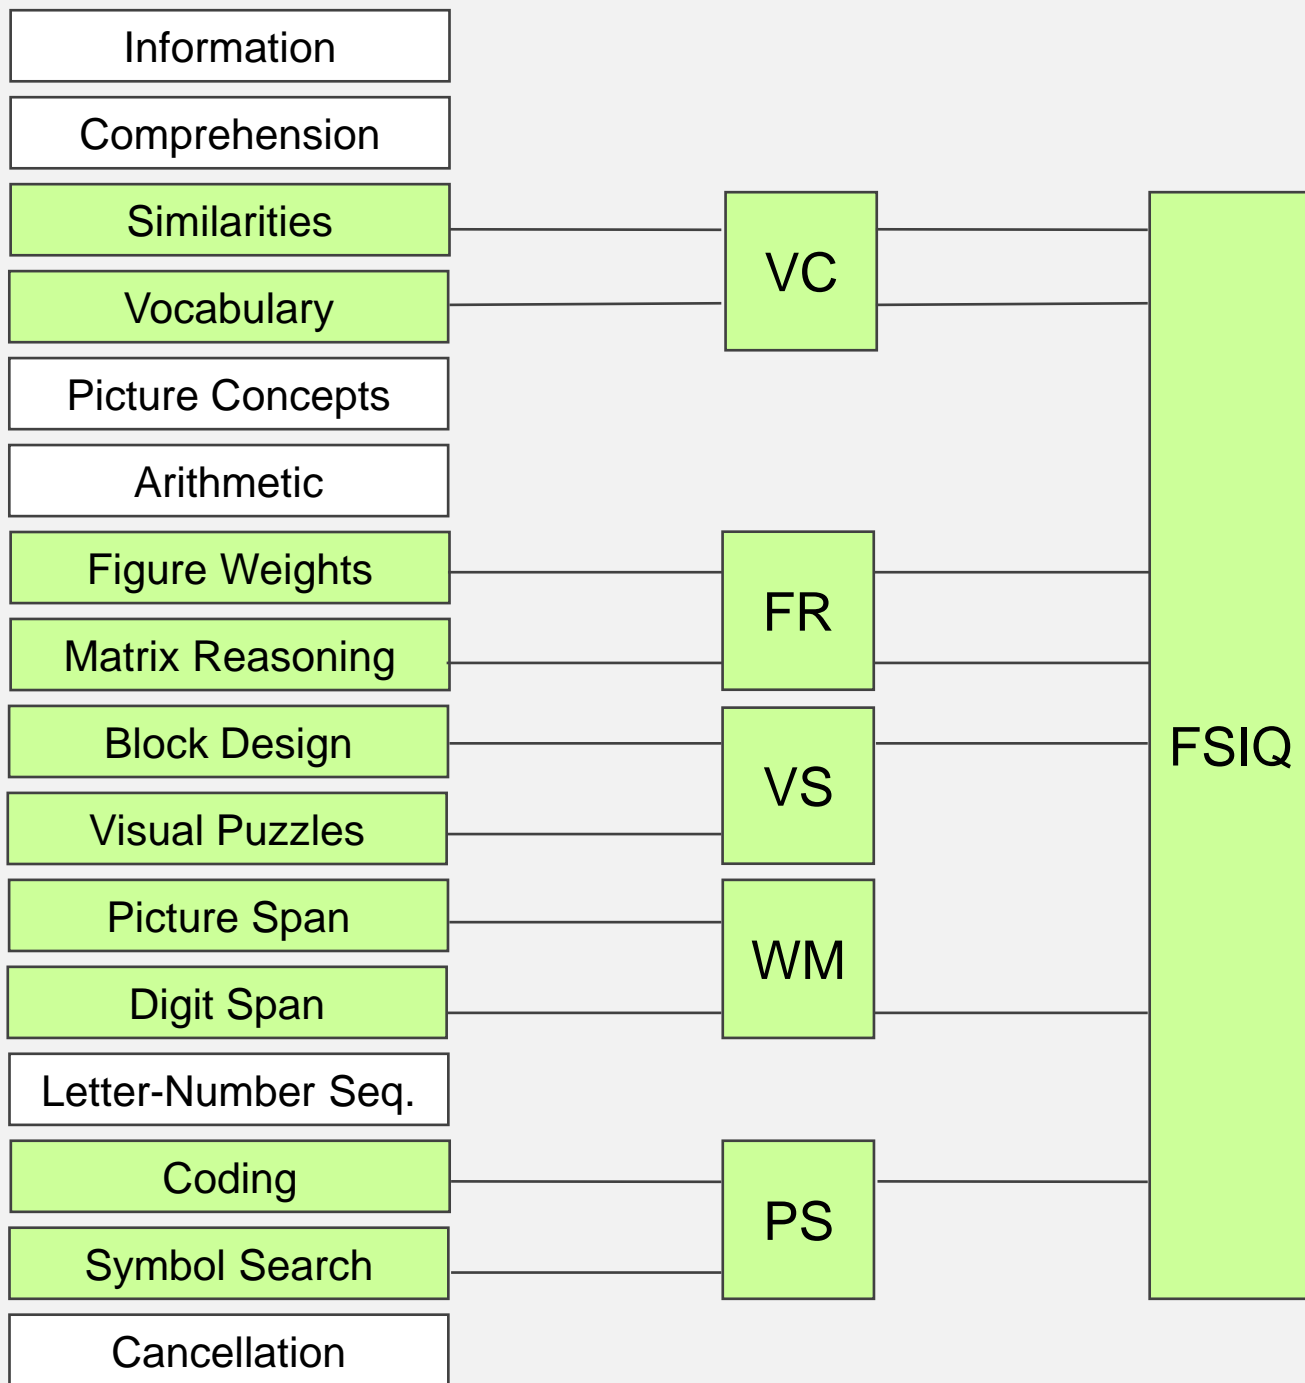 Information
Comprehension
Similarities
Vocabulary
Picture Concepts
Arithmetic
Figure Weights
Matrix Reasoning
Block Design
Visual Puzzles
Picture Span
Digit Span
Letter-Number Seq.
Coding
Symbol Search
Cancellation
VC
FR
VS
WM
PS
FSIQ